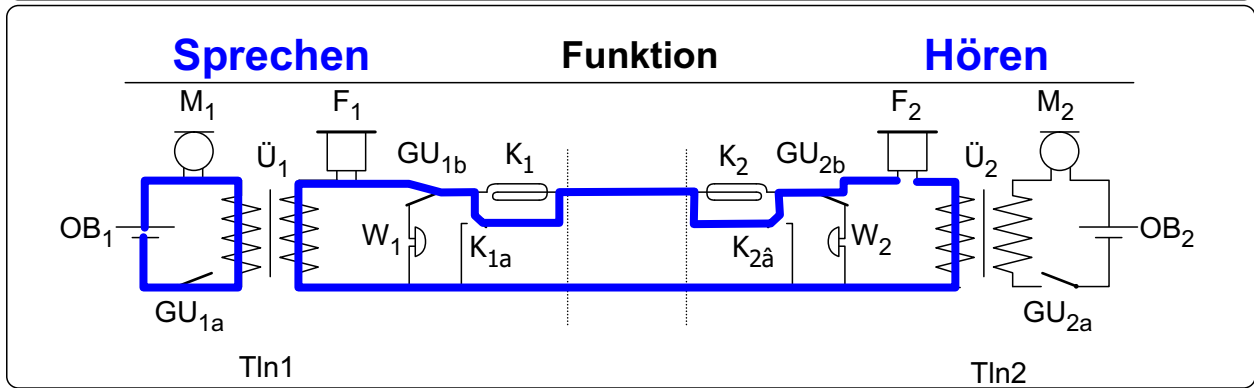 Sprechen Funktion Hören
M1 F1 F2 M2
Ü1 GU1b K1 K2 GU2b Ü2
OB1 W1 K1a K2â W2 OB2
GU1a GU2a
Tln1 Tln2